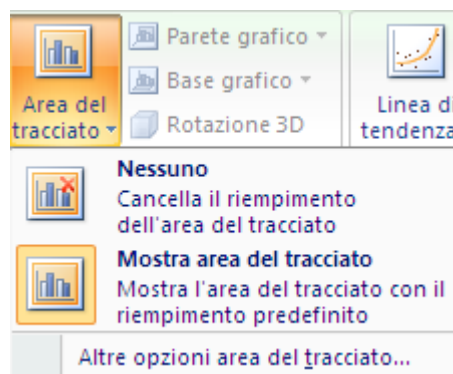 Area del
tracciato
Parete grafico
Base grafico
Rotazione 3D
Linea di
tendenza
Nessuno
Cancella il riempimento
dell'area del tracciato
Mostra area del tracciato
Mostra l'area del tracciato con il
riempimento predefinito
Altre opzioni area del tracciato...